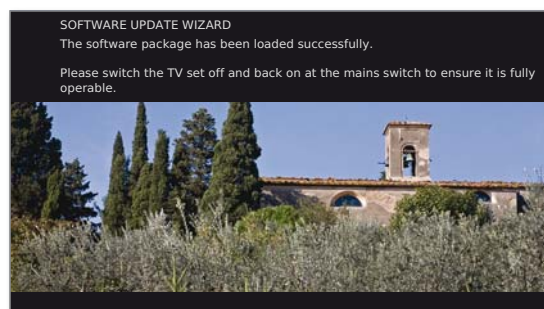 SOFTWARE UPDATE WIZARD
The software package has been loaded successfully.
Please switch the TV set off and back on at the mains switch to ensure it is fully
operable.